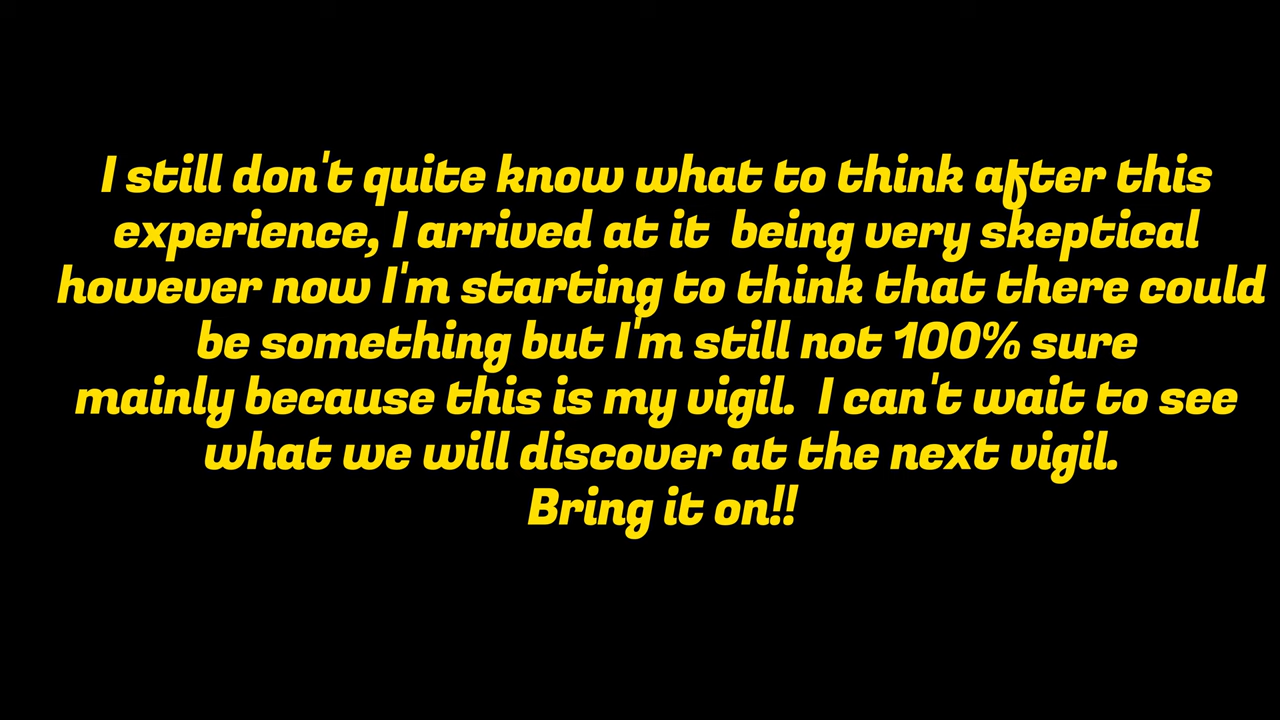 I still don't quite know what to think after this
experience, I arrived at it  being very skeptical
however now I'm starting to think that there could
be something but I'm still not 100% sure
mainly because this is my vigil.  I can't wait to see
what we will discover at the next vigil.
Bring it on!!